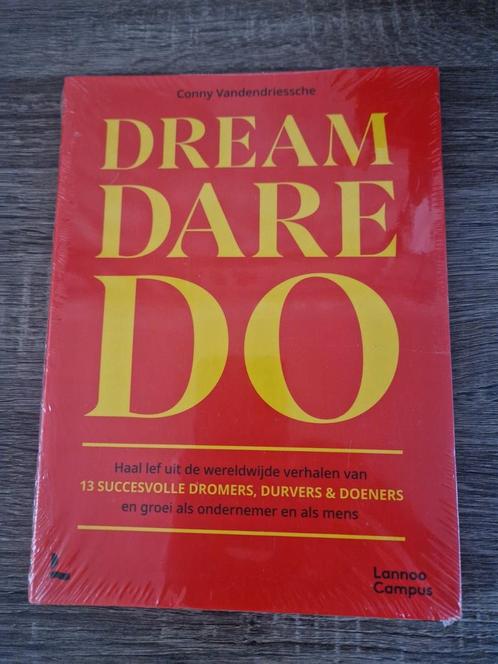 Conny Vandendriessche
DREAM
DARE
DO
Haal lef uit de wereldwijde verhalen van
13 SUCCESVOLLE DROMERS, DURVERS & DOENERS
en groei als ondernemer en als mens
Lannoo
Campus